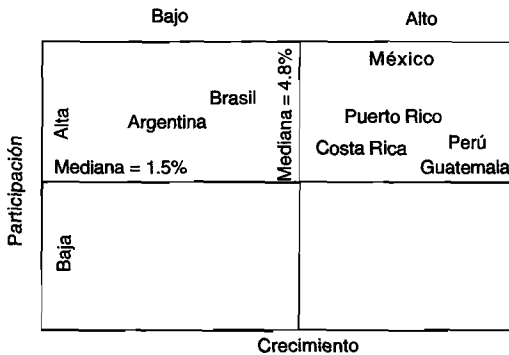 Bajo
Alto
Participación
Alta
Baja
Brasil
Argentina
Mediana = 1.5%
Mediana = 4.8%
México
Puerto Rico
Costa Rica
Perú
Guatemala
Crecimiento